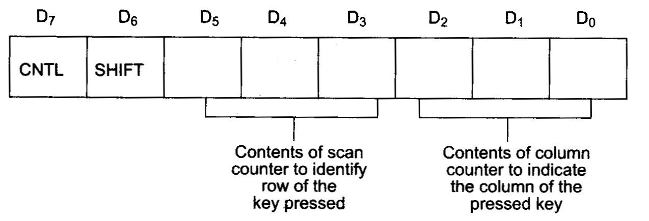 D7 D6 D5 D4 D3 D2 D1 D0
CNTL SHIFT
Contents of scan
counter to identify
row of the
key pressed
Contents of column
counter to indicate
the column of the
pressed key